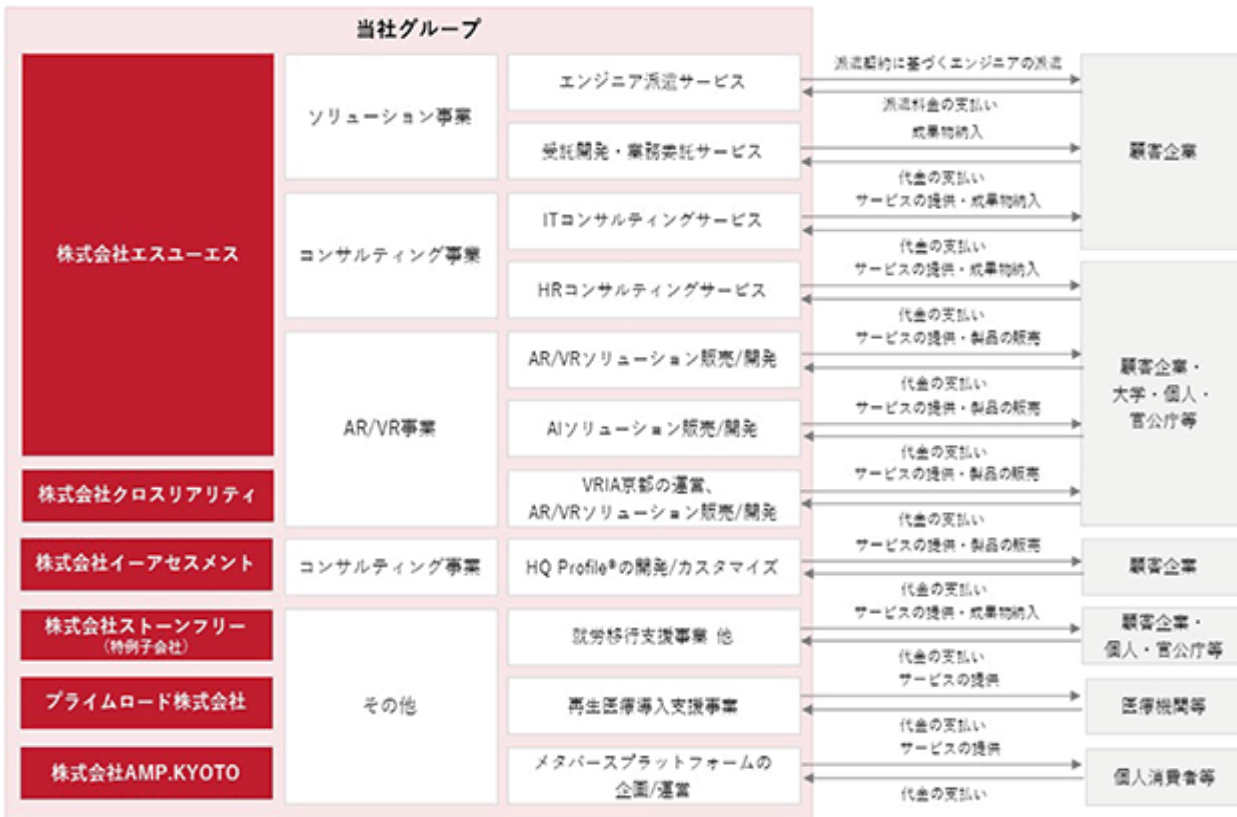 当社グループ
株式会社エスユーエス
ソリューション事業
エンジニア派遣サービス
派遣契約に基づくエンジニアの派遣
派遣料金の支払い
顧客企業
受託開発・業務委託サービス
成果物納入
代金の支払い
コンサルティング事業
ITコンサルティングサービス
サービスの提供・成果物納入
代金の支払い
HRコンサルティングサービス
サービスの提供・成果物納入
代金の支払い
顧客企業・
大学・個人・
官公庁等
AR/VR事業
AR/VRソリューション販売/開発
サービスの提供・製品の販売
代金の支払い
AIソリューション販売/開発
サービスの提供・製品の販売
代金の支払い
株式会社クロスリアリティ
VRIA京都の運営、
AR/VRソリューション販売/開発
サービスの提供・製品の販売
代金の支払い
株式会社イーアセスメント
コンサルティング事業
HQ Profile®の開発/カスタマイズ
サービスの提供・製品の販売
代金の支払い
顧客企業
株式会社ストーンフリー
（特例子会社）
その他
就労移行支援事業 他
サービスの提供・成果物納入
代金の支払い
顧客企業・
個人・官公庁等
プライムロード株式会社
再生医療導入支援事業
サービスの提供
代金の支払い
医療機関等
株式会社AMP.KYOTO
メタバースプラットフォームの
企画/運営
サービスの提供
代金の支払い
個人消費者等